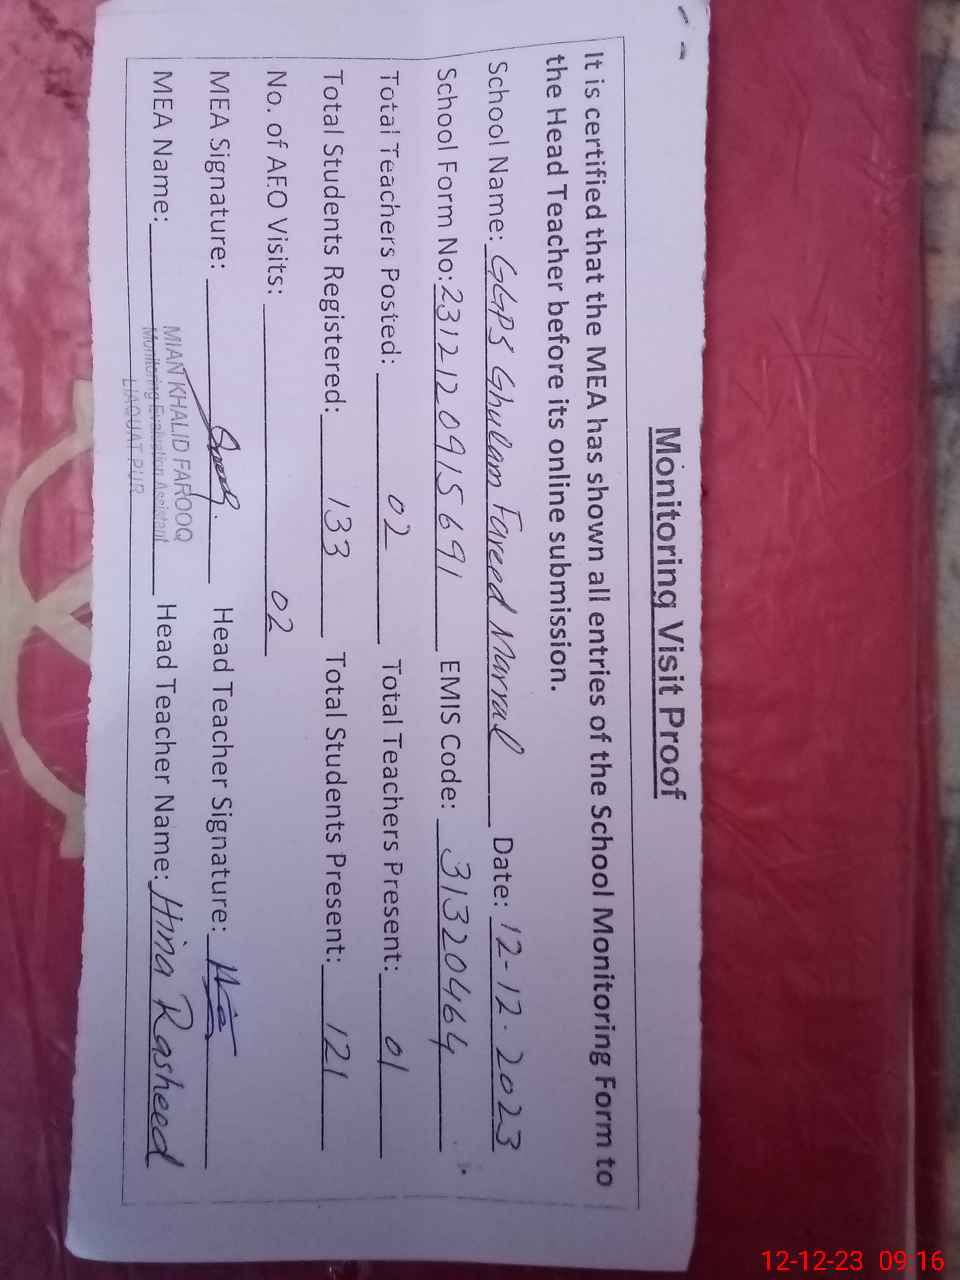 Monitoring Visit Proof
It is certified that the MEA has shown all entries of the School Monitoring Form to
the Head Teacher before its online submission.
School Name: GGPS Ghulam Fareed Marral Date: 12-12-2023
School Form No: 2312120915691 EMIS Code: 31320464
Total Teachers Posted: 02 Total Teachers Present: 01
Total Students Registered: 133 Total Students Present: 121
No. of AEO Visits: 02
MEA Signature: Head Teacher Signature:
MEA Name: MIAN KHALID FAROOQ Head Teacher Name: Hina Rasheed
Monitoring Evaluation Assistant
LIAQUAT PUR
12-12-23 09:16